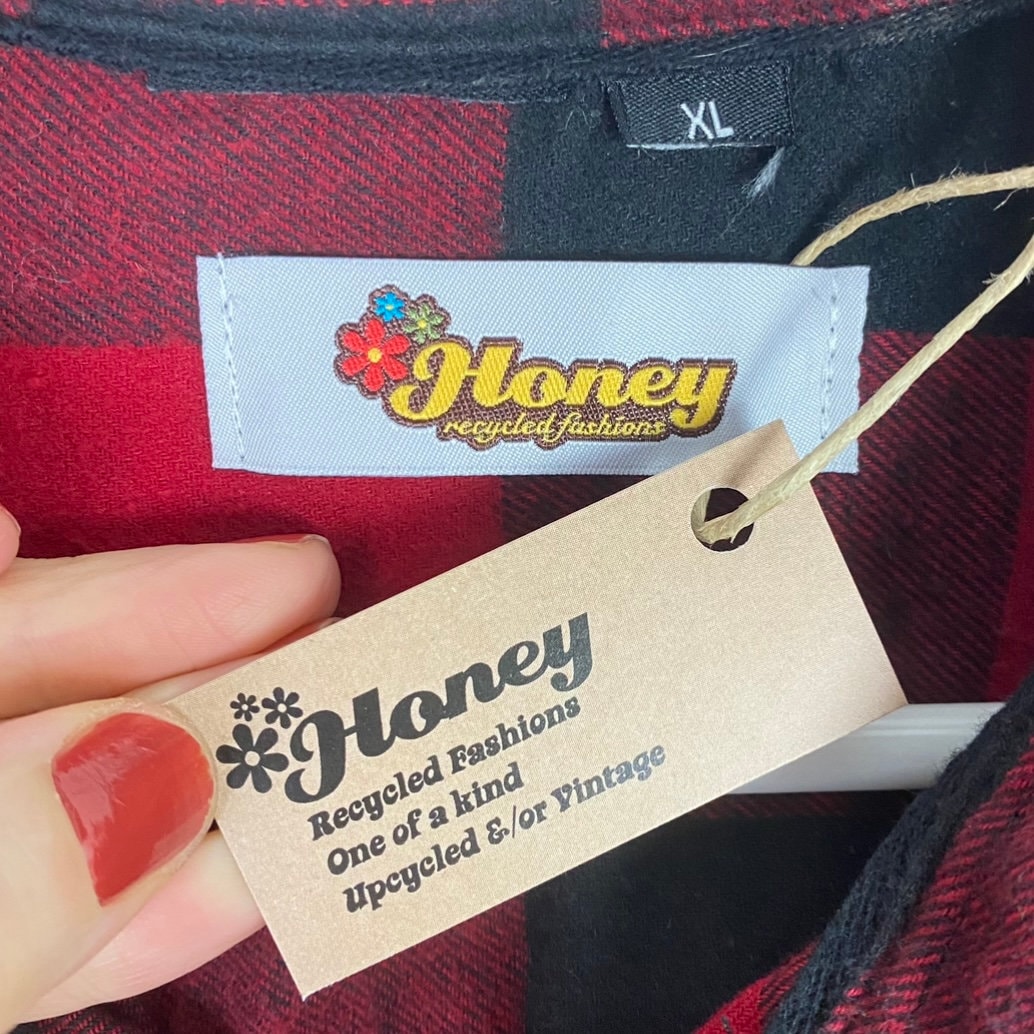 XL
Honey
recycled fashions
Honey
Recycled Fashions
One of a kind
Upcycled &/or Vintage